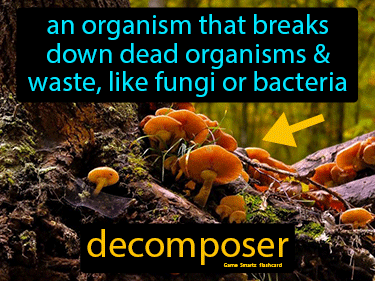 an organism that breaks
down dead organisms &
waste, like fungi or bacteria
decomposer
Game Smartz flashcard